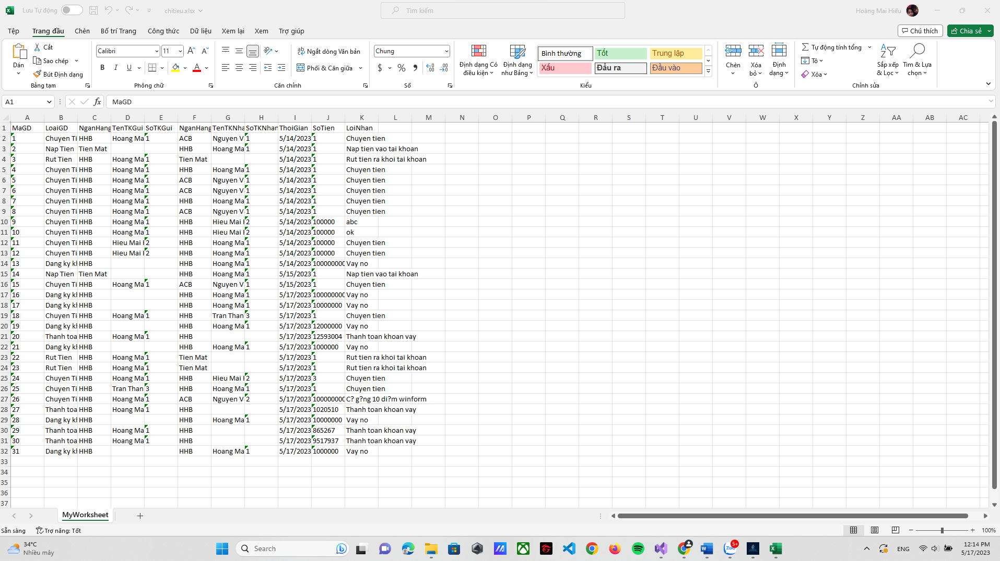 Lưu Tự động chitieu.xlsx Tìm kiếm Hoàng Mai Hiếu
Tệp Trang đầu Chèn Bố trí Trang Công thức Dữ liệu Xem lại Xem Trợ giúp Chú thích Chia sẻ
Dán Cắt Sao chép Bút Định dạng Bảng tạm
Calibri 11 B I U Phông chữ
Ngắt dòng Văn bản Phối & Căn giữa Căn chỉnh
Chung $ % Số
Định dạng Có điều kiện Định dạng như Bảng
Bình thường Tốt Trung lập
Xấu Đầu ra Đầu vào
Kiểu
Chèn Xóa bỏ Định dạng Ô
Tự động tính tổng Tô Xóa Sắp xếp & Lọc Tìm & Lựa chọn Chỉnh sửa
A1 fx MaGD
A B C D E F G H I J K L M N O P Q R S T U V W X Y Z AA AB AC
1 MaGD LoaiGD NganHang TenTKGui SoTKGui NganHang TenTKNha SoTKNhan ThoiGian SoTien LoiNhan
2 1 Chuyen Ti HHB Hoang Ma 1 ACB Nguyen V 1 5/14/2023 1 Chuyen tien
3 2 Nap Tien Tien Mat HHB Hoang Ma 1 5/14/2023 1 Nap tien vao tai khoan
4 3 Rut Tien HHB Hoang Ma 1 Tien Mat 5/14/2023 1 Rut tien ra khoi tai khoan
5 4 Chuyen Ti HHB Hoang Ma 1 HHB Hoang Ma 1 5/14/2023 1 Chuyen tien
6 5 Chuyen Ti HHB Hoang Ma 1 ACB Nguyen V 1 5/14/2023 1 Chuyen tien
7 6 Chuyen Ti HHB Hoang Ma 1 ACB Nguyen V 1 5/14/2023 1 Chuyen tien
8 7 Chuyen Ti HHB Hoang Ma 1 HHB Hoang Ma 1 5/14/2023 1 Chuyen tien
9 8 Chuyen Ti HHB Hoang Ma 1 ACB Nguyen V 1 5/14/2023 1 Chuyen tien
10 9 Chuyen Ti HHB Hoang Ma 1 HHB Hieu Mai 2 5/14/2023 100000 abc
11 10 Chuyen Ti HHB Hoang Ma 1 HHB Hieu Mai 2 5/14/2023 100000 ok
12 11 Chuyen Ti HHB Hieu Mai 2 HHB Hoang Ma 1 5/14/2023 100000 Chuyen tien
13 12 Chuyen Ti HHB Hieu Mai 2 HHB Hoang Ma 1 5/14/2023 100000 Chuyen tien
14 13 Dang ky kh HHB HHB Hoang Ma 1 5/14/2023 100000000 Vay no
15 14 Nap Tien Tien Mat HHB Hoang Ma 1 5/15/2023 1 Nap tien vao tai khoan
16 15 Chuyen Ti HHB Hoang Ma 1 ACB Nguyen V 1 5/15/2023 1 Chuyen tien
17 16 Dang ky kh HHB HHB Hoang Ma 1 5/17/2023 100000000 Vay no
18 17 Dang ky kh HHB HHB Hoang Ma 1 5/17/2023 10000000 Vay no
19 18 Chuyen Ti HHB Hoang Ma 1 HHB Tran Than 3 5/17/2023 1 Chuyen tien
20 19 Dang ky kh HHB HHB Hoang Ma 1 5/17/2023 12000000 Vay no
21 20 Thanh toa HHB Hoang Ma 1 HHB 5/17/2023 12593004 Thanh toan khoan vay
22 21 Dang ky kh HHB HHB Hoang Ma 1 5/17/2023 1000000 Vay no
23 22 Rut Tien HHB Hoang Ma 1 Tien Mat 5/17/2023 1 Rut tien ra khoi tai khoan
24 23 Rut Tien HHB Hoang Ma 1 Tien Mat 5/17/2023 1 Rut tien ra khoi tai khoan
25 24 Chuyen Ti HHB Hoang Ma 1 HHB Hieu Mai 2 5/17/2023 3 Chuyen tien
26 25 Chuyen Ti HHB Tran Than 3 HHB Hoang Ma 1 5/17/2023 1 Chuyen tien
27 26 Chuyen Ti HHB Hoang Ma 1 ACB Nguyen V 2 5/17/2023 100000000 C? g?ng 10 di?m winform
28 27 Thanh toa HHB Hoang Ma 1 HHB 5/17/2023 1020510 Thanh toan khoan vay
29 28 Dang ky kh HHB HHB Hoang Ma 1 5/17/2023 10000000 Vay no
30 29 Thanh toa HHB Hoang Ma 1 HHB 5/17/2023 865267 Thanh toan khoan vay
31 30 Thanh toa HHB Hoang Ma 1 HHB 5/17/2023 9517937 Thanh toan khoan vay
32 31 Dang ky kh HHB HHB Hoang Ma 1 5/17/2023 1000000 Vay no
33
34
35
36
37
MyWorksheet
Sẵn sàng Trợ năng: Tốt 100%
34°C Nhiều mây Search Zalo 5+ ENG 12:14 PM 5/17/2023